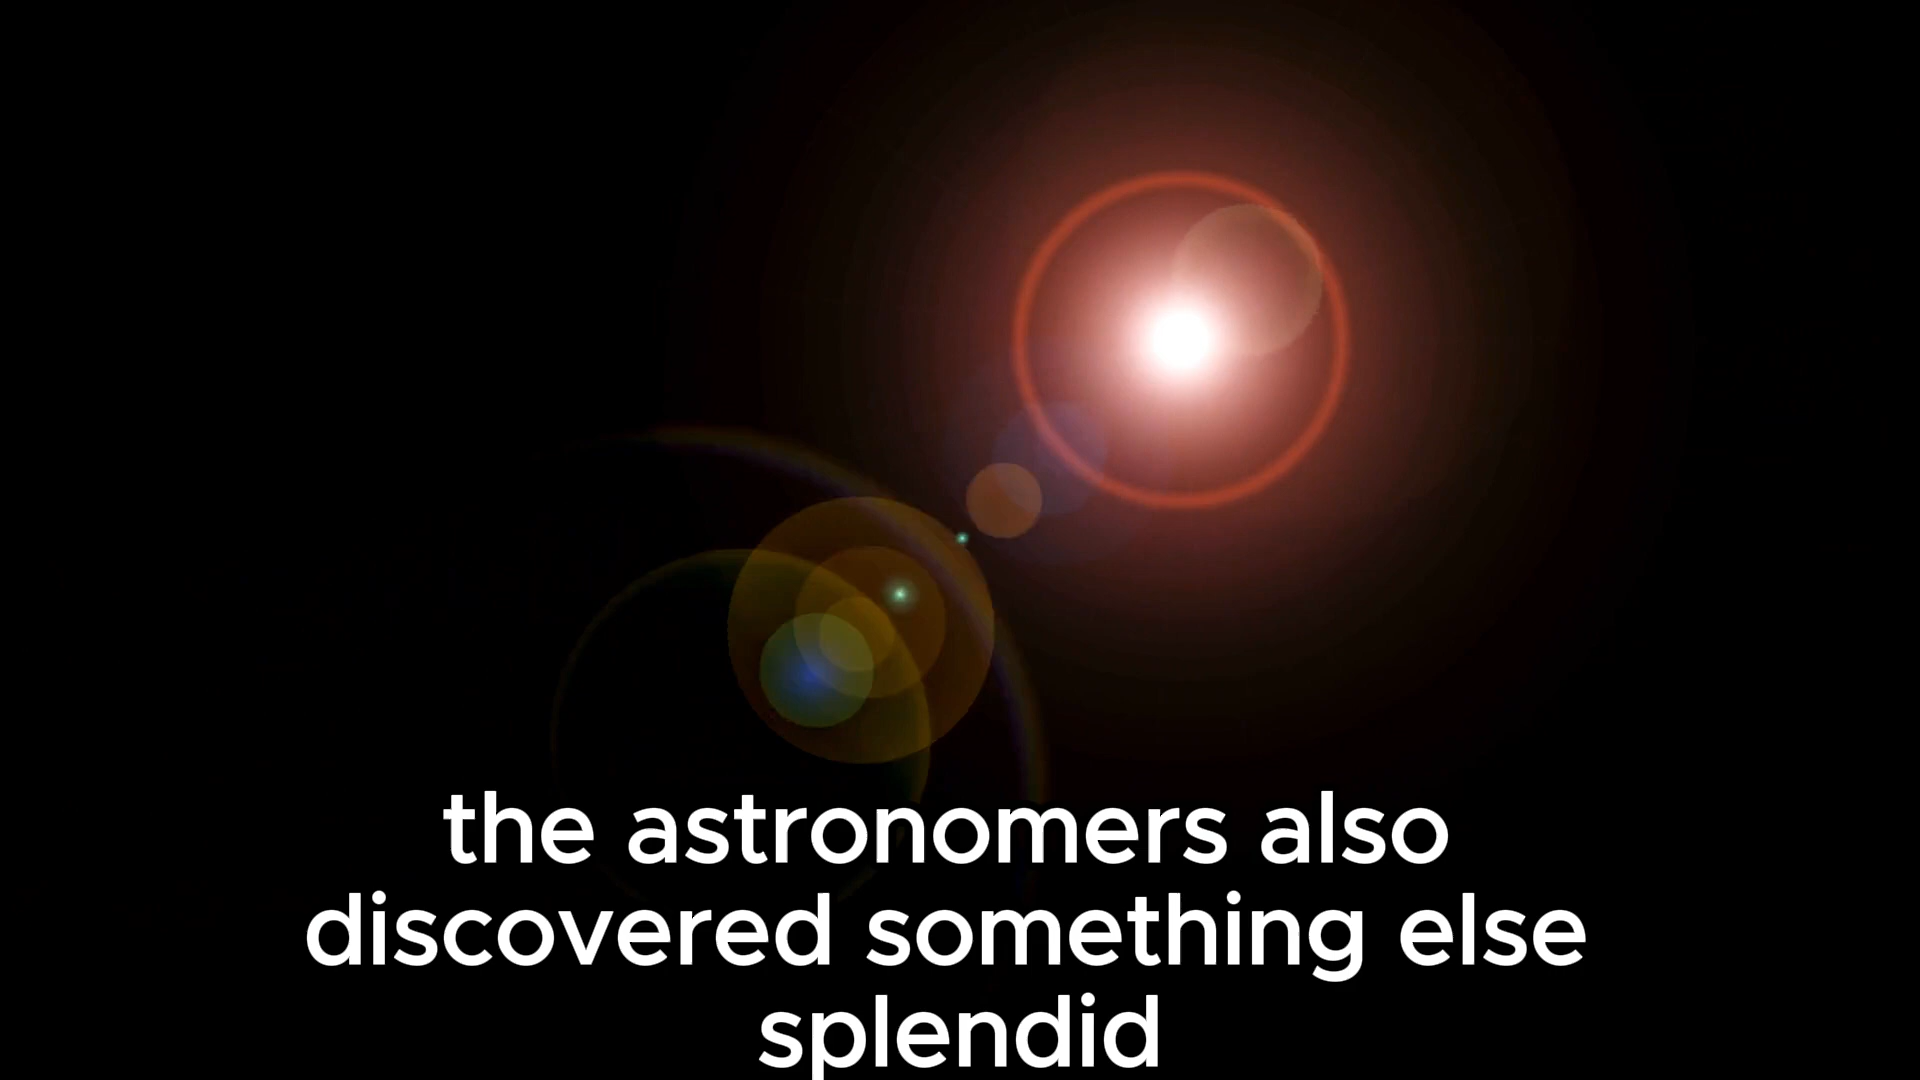 the astronomers also
discovered something else
splendid